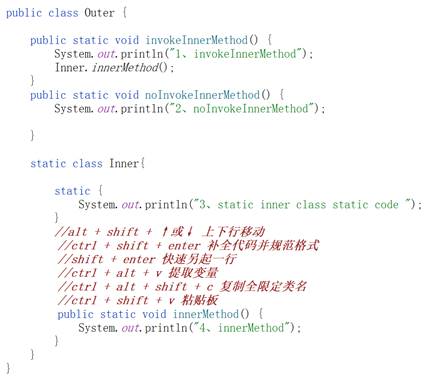 public class Outer {
public static void invokeInnerMethod() {
System.out.println("1、invokeInnerMethod");
Inner.innerMethod();
}
public static void noInvokeInnerMethod() {
System.out.println("2、noInvokeInnerMethod");
}
static class Inner{
static {
System.out.println("3、static inner class static code ");
}
//alt + shift + ↑或↓ 上下行移动
//ctrl + shift + enter 补全代码并规范格式
//shift + enter 快速另起一行
//ctrl + alt + v 提取变量
//ctrl + alt + shift + c 复制全限定类名
//ctrl + shift + v 粘贴板
public static void innerMethod() {
System.out.println("4、innerMethod");
}
}
}